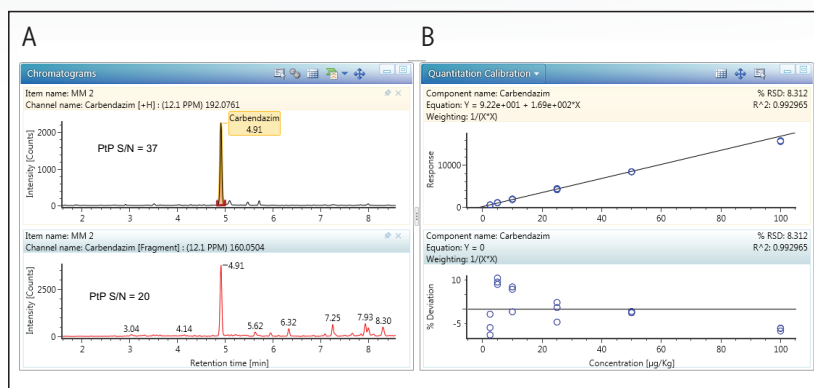 A
B
Chromatograms
Item name: MM 2
Channel name: Carbendazim [+H] : (12.1 PPM) 192.0761
Carbendazim
4.91
PtP S/N = 37
Intensity [Counts]
2000
1000
0
2 3 4 5 6 7 8
Item name: MM 2
Channel name: Carbendazim [Fragment] : (12.1 PPM) 160.0504
4.91
PtP S/N = 20
Intensity [Counts]
2500
0
3.04 4.14 5.62 6.32 7.25 7.93 8.30
2 3 4 5 6 7 8
Retention time [min]
Quantitation Calibration
Component name: Carbendazim % RSD: 8.312
Equation: Y = 9.22e+001 + 1.69e+002*X R^2: 0.992965
Weighting: 1/(X*X)
Response
10000
0
0 20 40 60 80 100
Component name: Carbendazim % RSD: 8.312
Equation: Y = 0 R^2: 0.992965
Weighting: 1/(X*X)
% Deviation
10
-5
0 20 40 60 80 100
Concentration [µg/Kg]